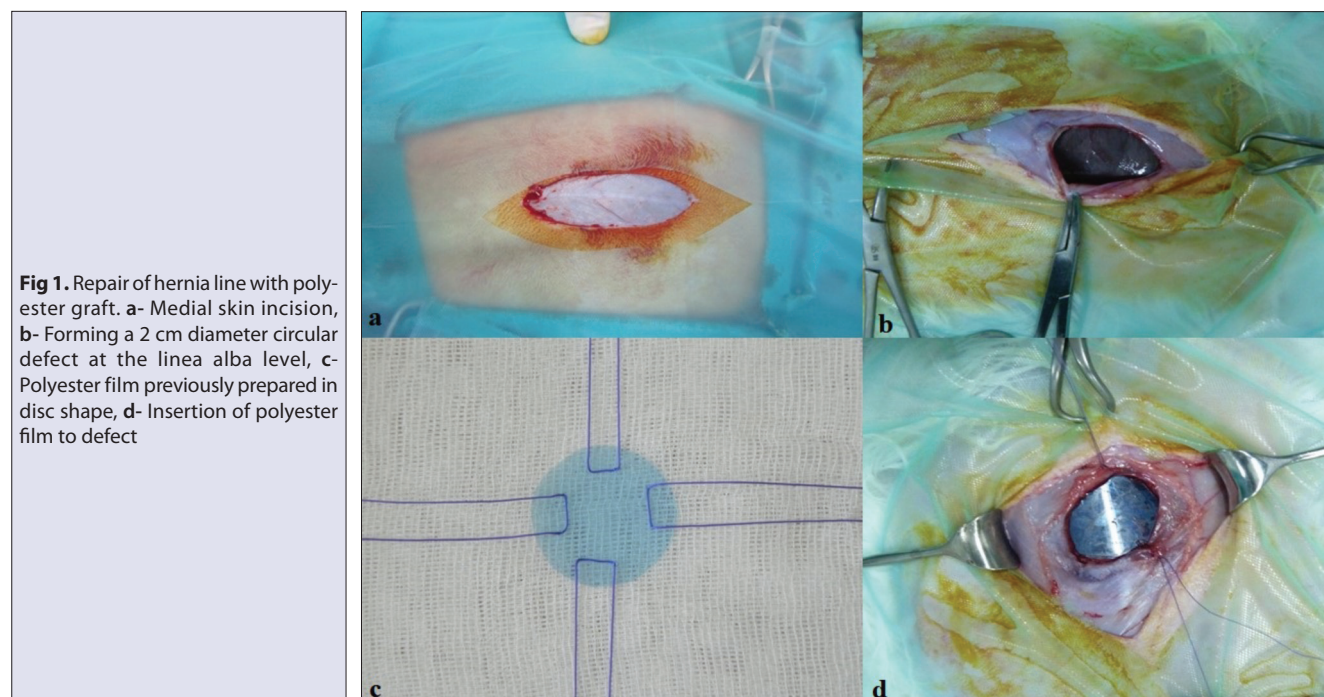 Fig 1. Repair of hernia line with poly-
ester graft. a- Medial skin incision,
b- Forming a 2 cm diameter circular
defect at the linea alba level, c-
Polyester film previously prepared in
disc shape, d- Insertion of polyester
film to defect
a
b
c
d